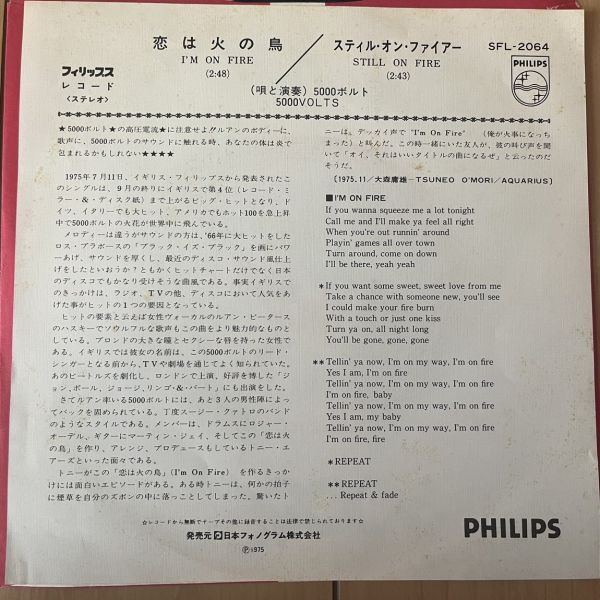 恋は火の鳥
I'M ON FIRE
(2:48)
スティル・オン・ファイアー
STILL ON FIRE
(2:43)
SFL-2064
PHILIPS
フィリップス
レコード
〈ステレオ〉
(唄と演奏) 5000ボルト
5000VOLTS
★5000ボルト★の高圧電流★に注意せよ!!ルアンのボディーに、
歌声に、5000ボルトのサウンドに触れる時、あなたの体は炎で
包まれるかもしれない★★★★
1975年7月11日、イギリス・フィリップスから発表されたこ
のシングルは、9月の終りにイギリスで第4位(レコード・ミ
ラー・&・ディスク紙)まで上がるビッグ・ヒットとなり、ド
イツ、イタリーでも大ヒット、アメリカでもホット100を急上昇
中で5000ボルトの火花が世界中に飛んでいる。
メロディーは違うがサウンドの方は、'66年に大ヒットをした
ロス・ブラボースの「ブラック・イズ・ブラック」を画にパワ
ーあげ、サウンドを厚くし、最近のディスコ・サウンド風仕上
げをしたといおうか?ともかくヒットチャートだけでなく日本
のディスコでもかなり受けそうな曲風である。事実イギリスで
のきっかけは、ラジオ、TVの他、ディスコにおいて人気をあ
げた事がヒットの1つの要因となっている。
ヒットの要素と云えば女性ヴォーカルのルアン・ピータース
のハスキーでソウルフルな歌声もこの曲をより魅力的なものと
している。ブロンドの大きな瞳とセクシーな唇を持った女性で
ある。イギリスでは彼女の名前は、この5000ボルトのリード・
シンガーとなる前から、TVや劇場を通じてよく知られていた。
あのビートルズを劇化し、ロンドンで上演、好評を博した「ジ
ョン、ポール、ジョージ、リンゴ・&・バート」にも出演をした。
さてルアン率いる5000ボルトには、あと3人の男性陣によっ
てバックを固められている。丁度スージー・クァトロのバンド
のようなスタイルである。メンバーは、ドラムスにロジャー・
オーデル、ギターにマーティン・ジェイ、そしてこの「恋は火
の鳥」を作り、アレンジ、プロデュースもしているトニー・エ
アーズといった面々である。
トニーがこの「恋は火の鳥」(I'm On Fire) を作るきっか
けには面白いエピソードがある。ある時トニーは、何かの拍子
に煙草を自分のズボンの中に落っことしてしまった。驚いたト
ニーは、デッカイ声で "I'm On Fire" (俺が火事になっち
まった)と叫んだ。この時一緒にいた友人が、彼の叫び声を聞
いて「オイ、それはいいタイトルの曲になるぜ」と云ったのだ
そうだ。
〔1975.11/大森庸雄-TSUNEO O'MORI/AQUARIUS〕
■I'M ON FIRE
If you wanna squeeze me a lot tonight
Call me and I'll make ya feel all right
When you're out runnin' around
Playin' games all over town
Turn around, come on down
I'll be there, yeah yeah
* If you want some sweet, sweet love from me
Take a chance with someone new, you'll see
I could make your fire burn
With a touch or just one kiss
Turn ya on, all night long
You'll be gone, gone, gone
** Tellin' ya now, I'm on my way, I'm on fire
Yes I am, I'm on fire
Tellin' ya now, I'm on my way, I'm on fire
I'm on fire, baby
Tellin' ya now, I'm on my way, I'm on fire
Yes I am, my baby
Tellin' ya now, I'm on my way, I'm on fire
I'm on fire, fire
*REPEAT
**REPEAT
... Repeat & fade
☆レコードから無断でテープその他に録音することは法律で禁じられております☆
発売元 日本フォノグラム株式会社
Ⓟ1975
PHILIPS